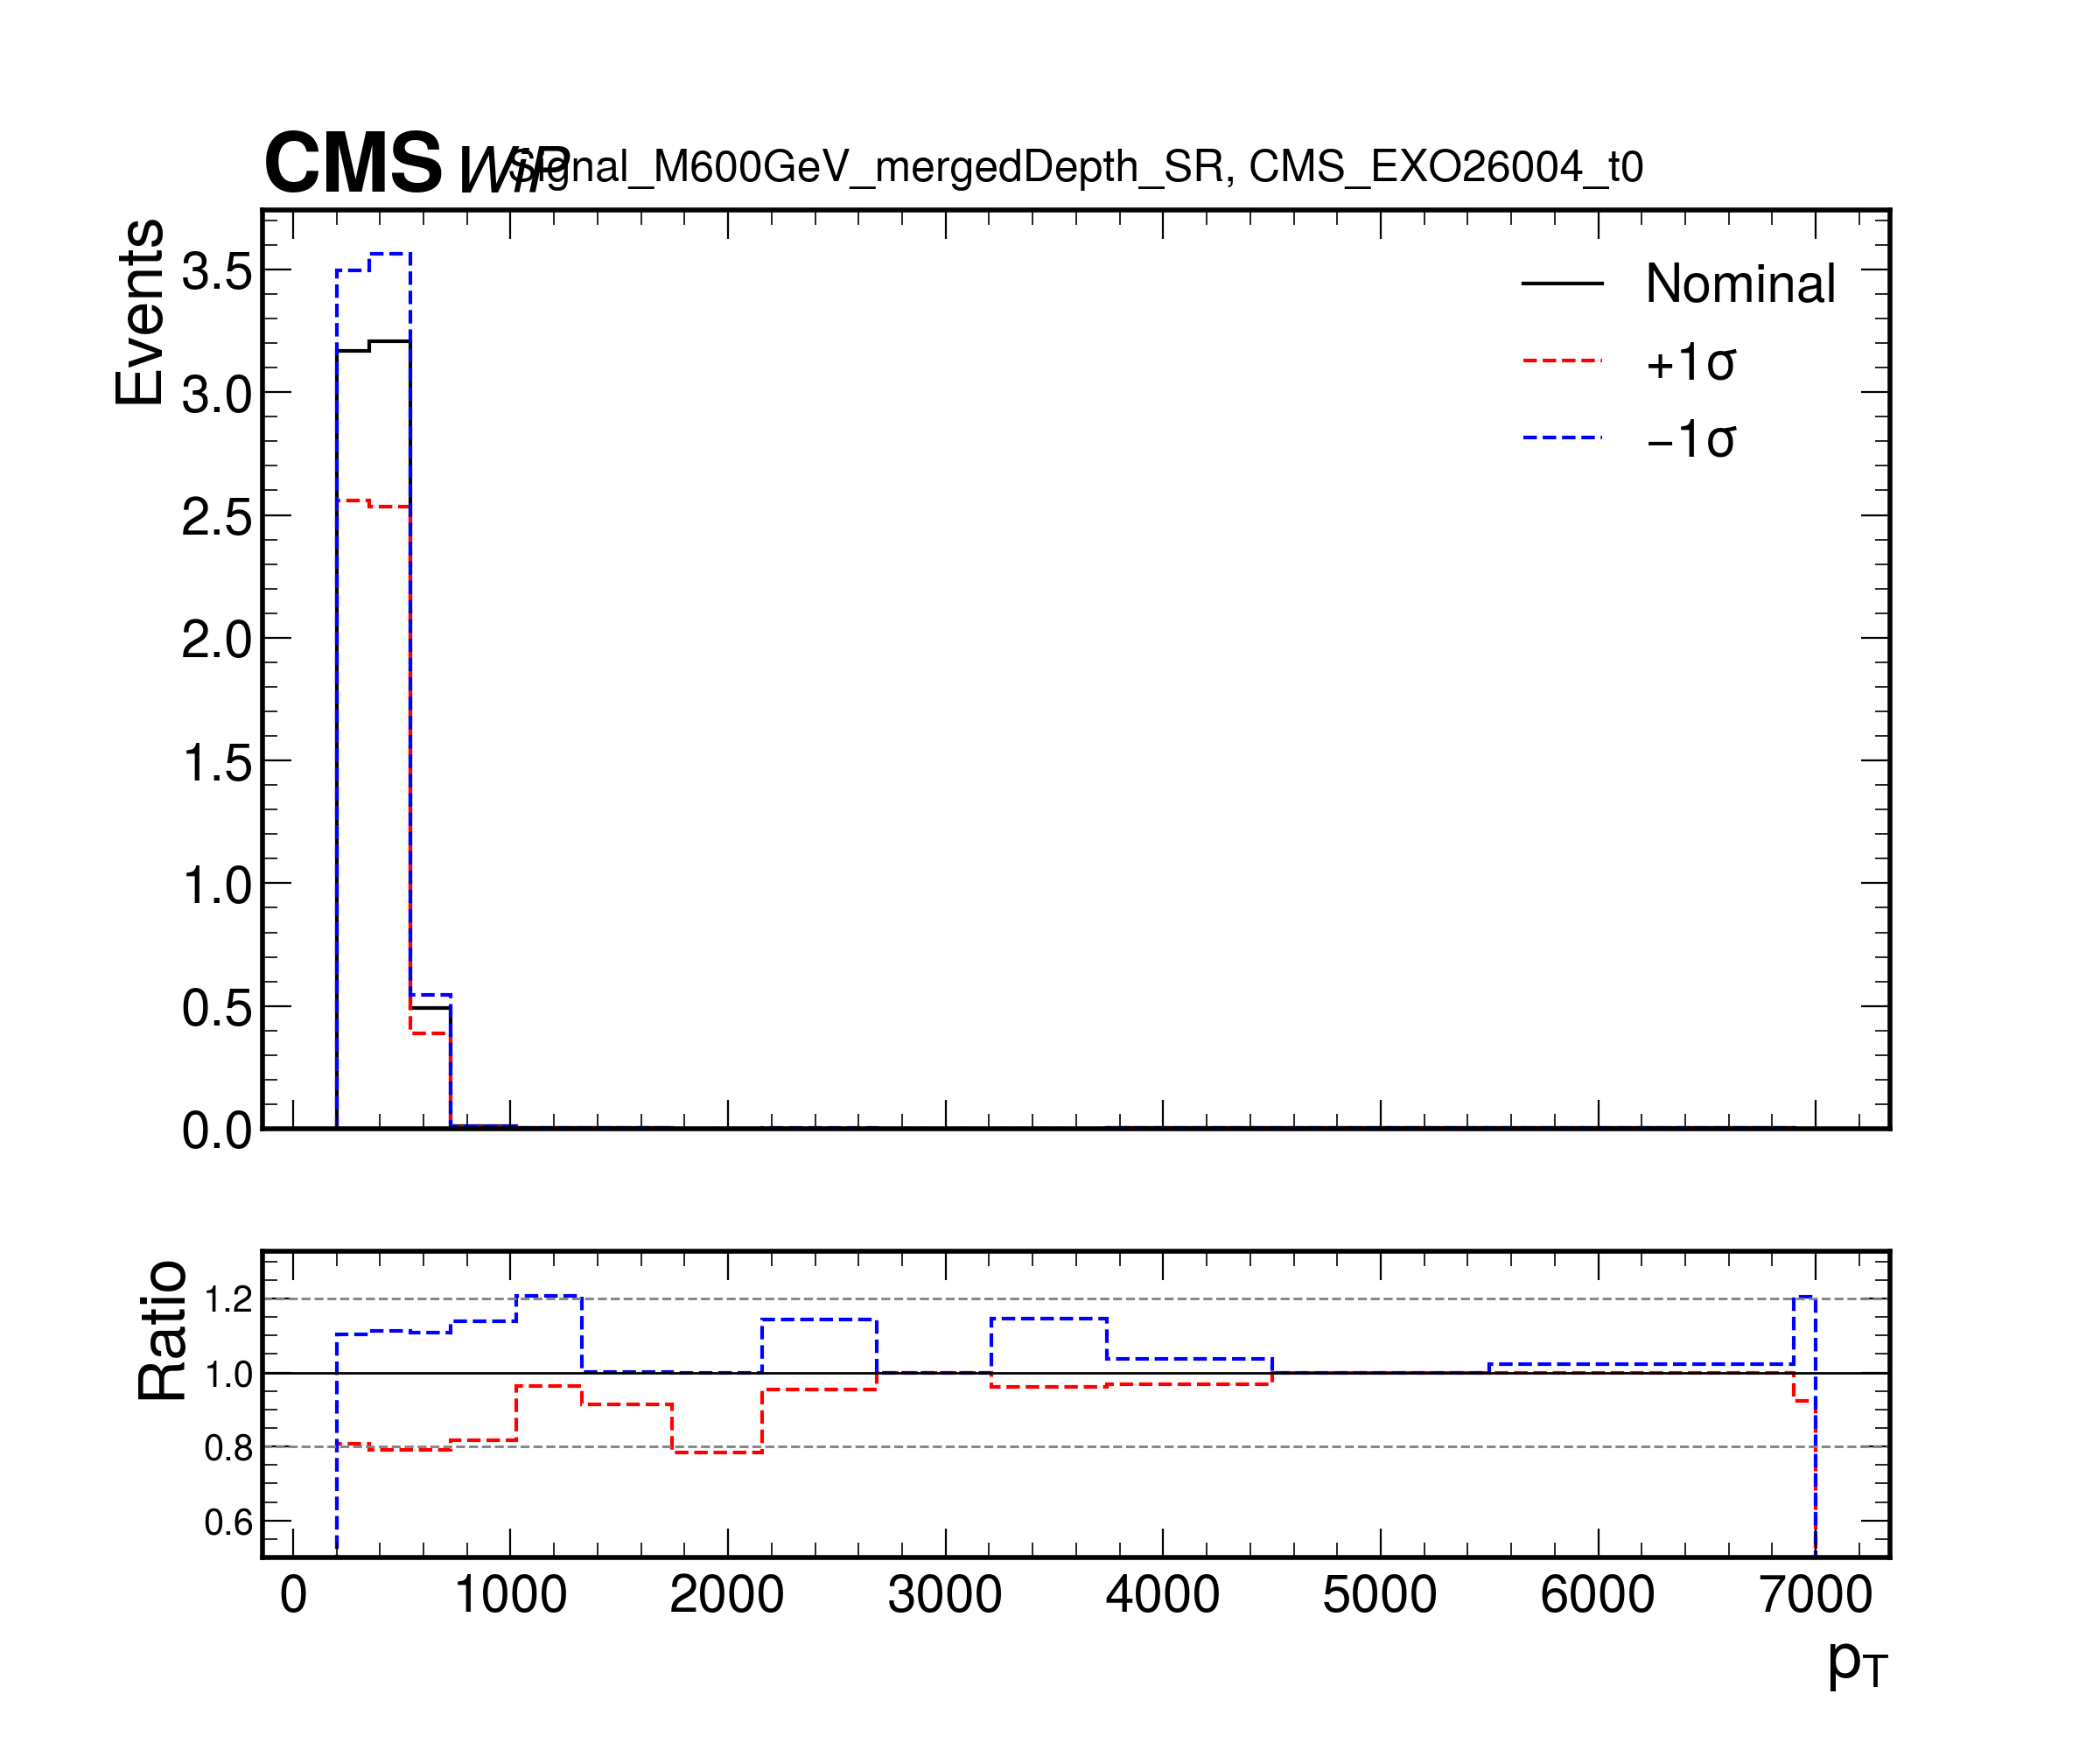 CMS WiP Signal_M600GeV_mergedDepth_SR, CMS_EXO26004_t0
Events
3.5
3.0
2.5
2.0
1.5
1.0
0.5
0.0
Nominal
+1σ
−1σ
Ratio
1.2
1.0
0.8
0.6
0 1000 2000 3000 4000 5000 6000 7000
pT